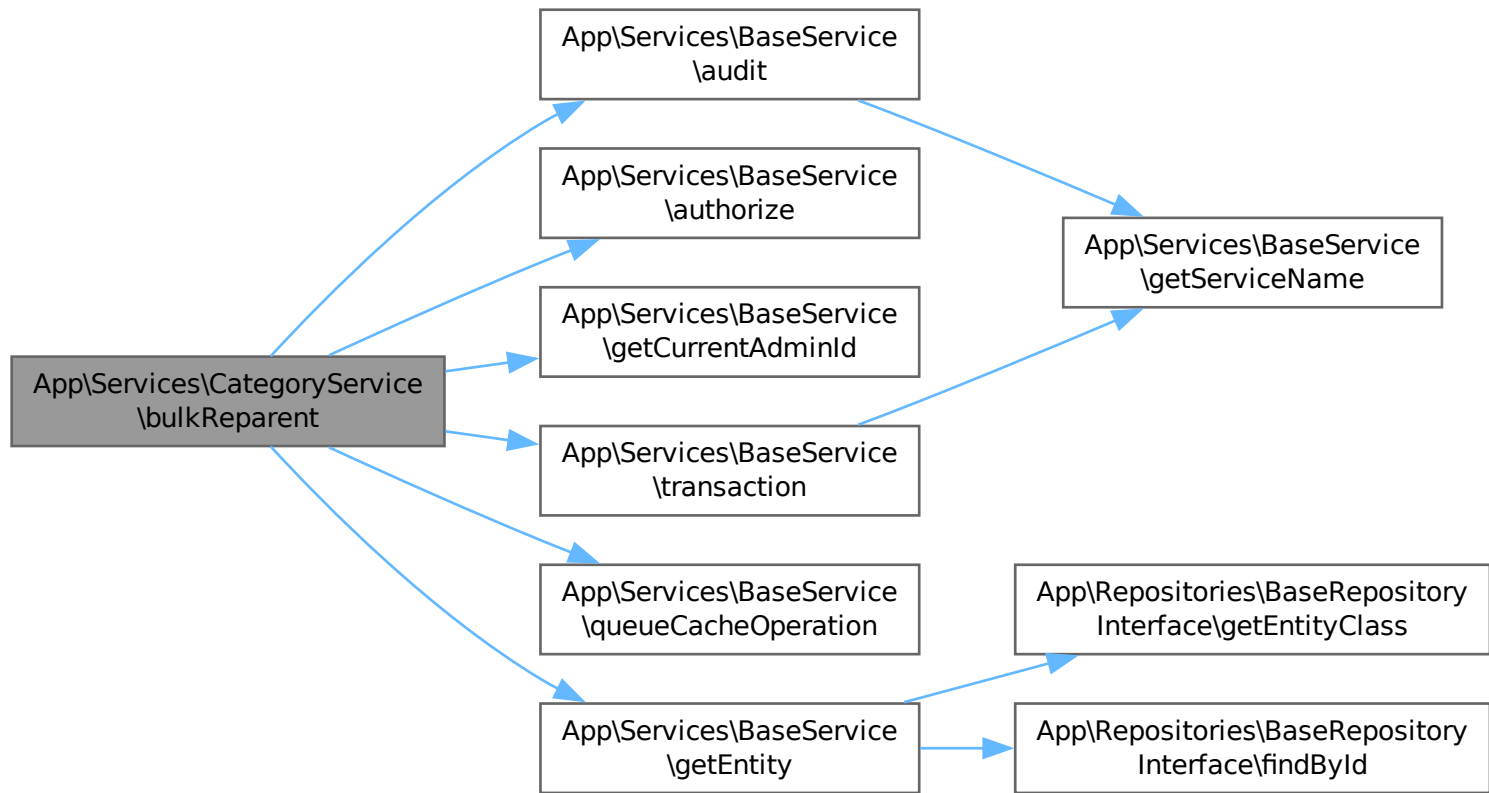 App\Services\CategoryService
\bulkReparent
App\Services\BaseService
\audit
App\Services\BaseService
\authorize
App\Services\BaseService
\getCurrentAdminId
App\Services\BaseService
\transaction
App\Services\BaseService
\queueCacheOperation
App\Services\BaseService
\getEntity
App\Services\BaseService
\getServiceName
App\Repositories\BaseRepository
Interface\getEntityClass
App\Repositories\BaseRepository
Interface\findById